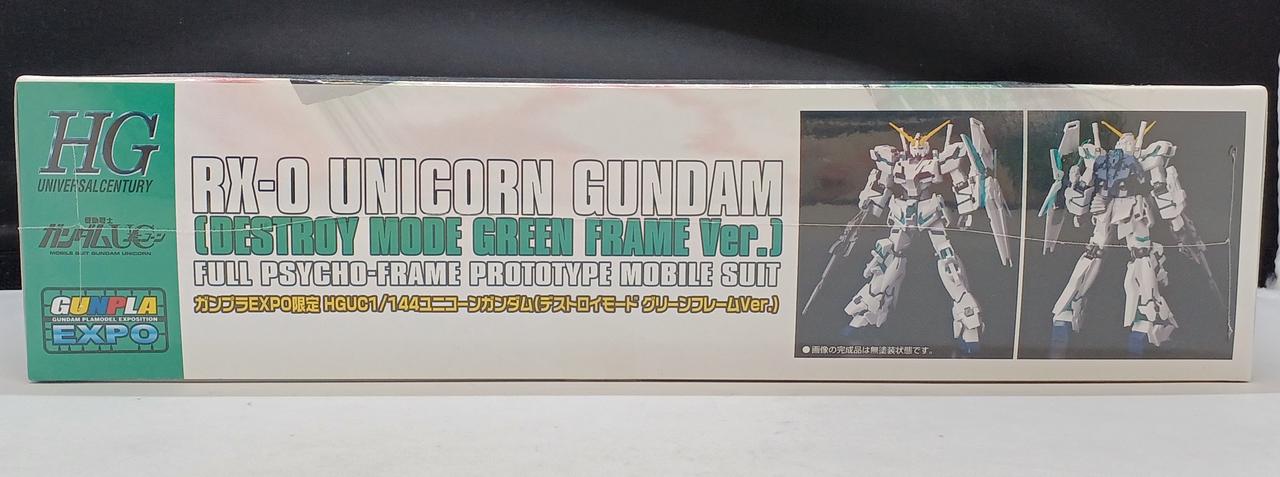 HG
UNIVERSAL CENTURY
機動戦士
ガンダムUC
MOBILE SUIT GUNDAM UNICORN
GUNPLA
GUNDAM PLAMODEL EXPOSITION
EXPO
RX-0 UNICORN GUNDAM
(DESTROY MODE GREEN FRAME Ver.)
FULL PSYCHO-FRAME PROTOTYPE MOBILE SUIT
ガンプラEXPO限定 HGUC1/144ユニコーンガンダム(デストロイモード グリーンフレームVer.)
●画像の完成品は無塗装状態です。